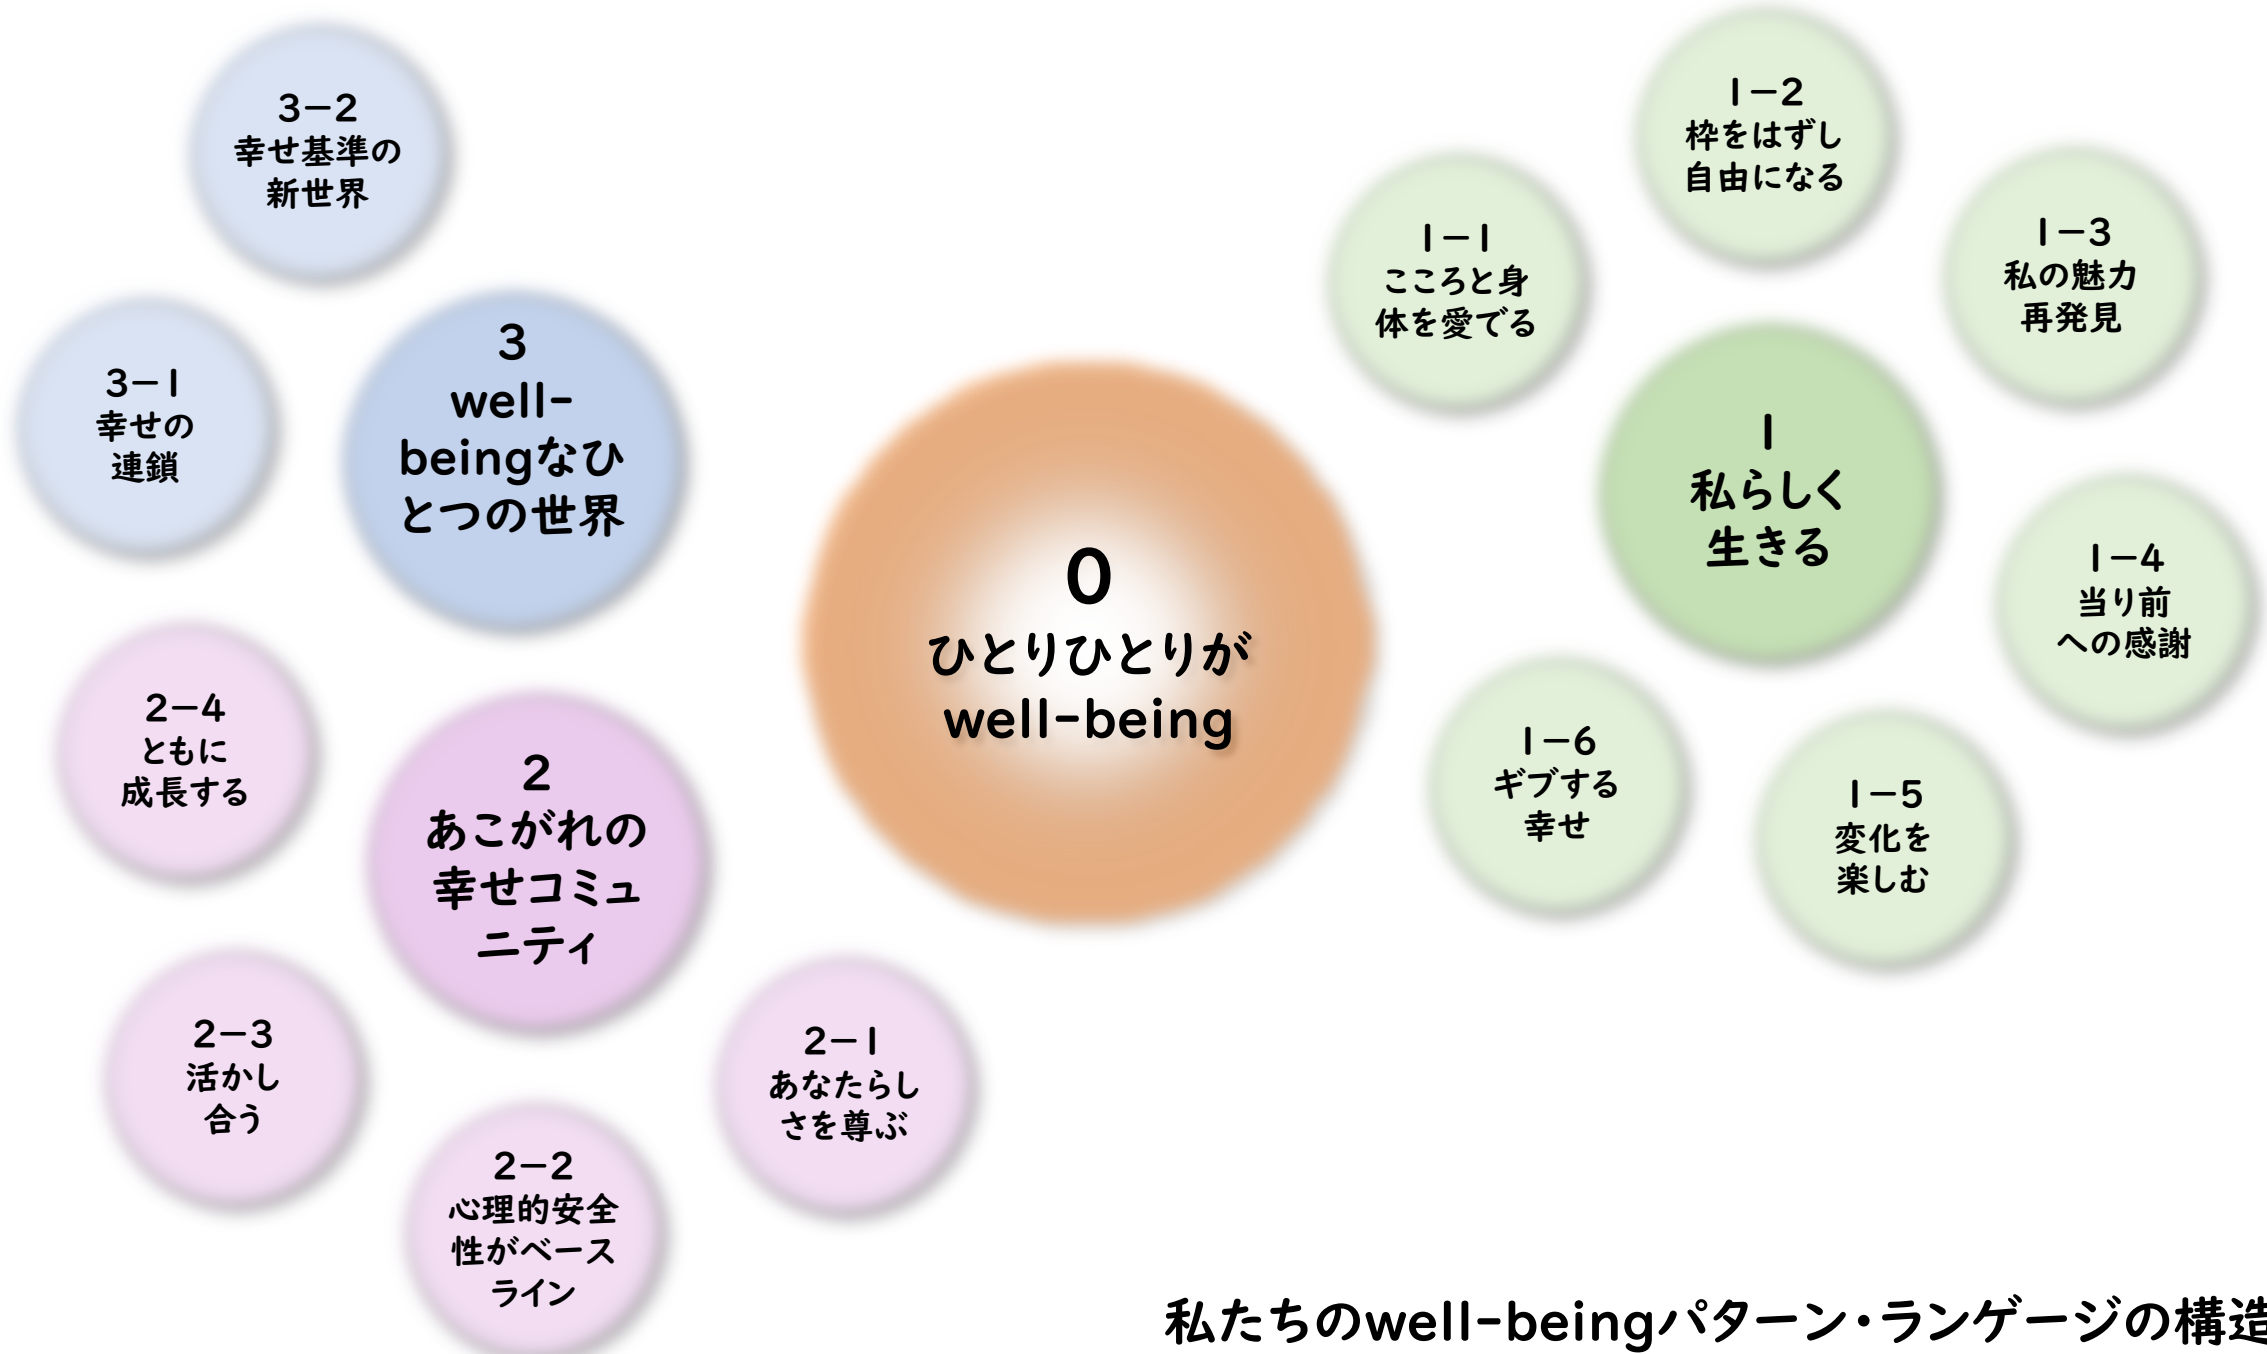 0
ひとりひとりが
well-being
1
私らしく
生きる
1-1
こころと身
体を愛でる
1-2
枠をはずし
自由になる
1-3
私の魅力
再発見
1-4
当り前
への感謝
1-5
変化を
楽しむ
1-6
ギブする
幸せ
2
あこがれの
幸せコミュ
ニティ
2-1
あなたらし
さを尊ぶ
2-2
心理的安全
性がベース
ライン
2-3
活かし
合う
2-4
ともに
成長する
3
well-
beingなひ
とつの世界
3-1
幸せの
連鎖
3-2
幸せ基準の
新世界
私たちのwell-beingパターン・ランゲージの構造